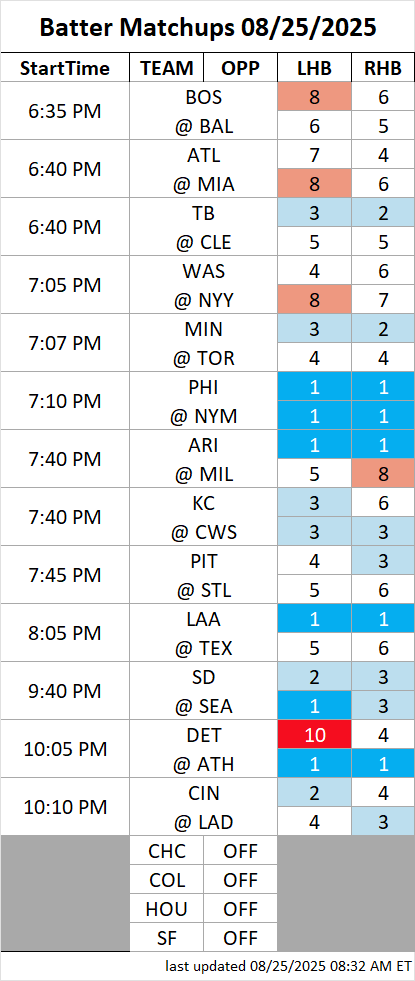 Batter Matchups 08/25/2025
StartTime TEAM OPP LHB RHB
6:35 PM BOS 8 6
@ BAL 6 5
6:40 PM ATL 7 4
@ MIA 8 6
6:40 PM TB 3 2
@ CLE 5 5
7:05 PM WAS 4 6
@ NYY 8 7
7:07 PM MIN 3 2
@ TOR 4 4
7:10 PM PHI 1 1
@ NYM 1 1
7:40 PM ARI 1 1
@ MIL 5 8
7:40 PM KC 3 6
@ CWS 3 3
7:45 PM PIT 4 3
@ STL 5 6
8:05 PM LAA 1 1
@ TEX 5 6
9:40 PM SD 2 3
@ SEA 1 3
10:05 PM DET 10 4
@ ATH 1 1
10:10 PM CIN 2 4
@ LAD 4 3
CHC OFF
COL OFF
HOU OFF
SF OFF
last updated 08/25/2025 08:32 AM ET